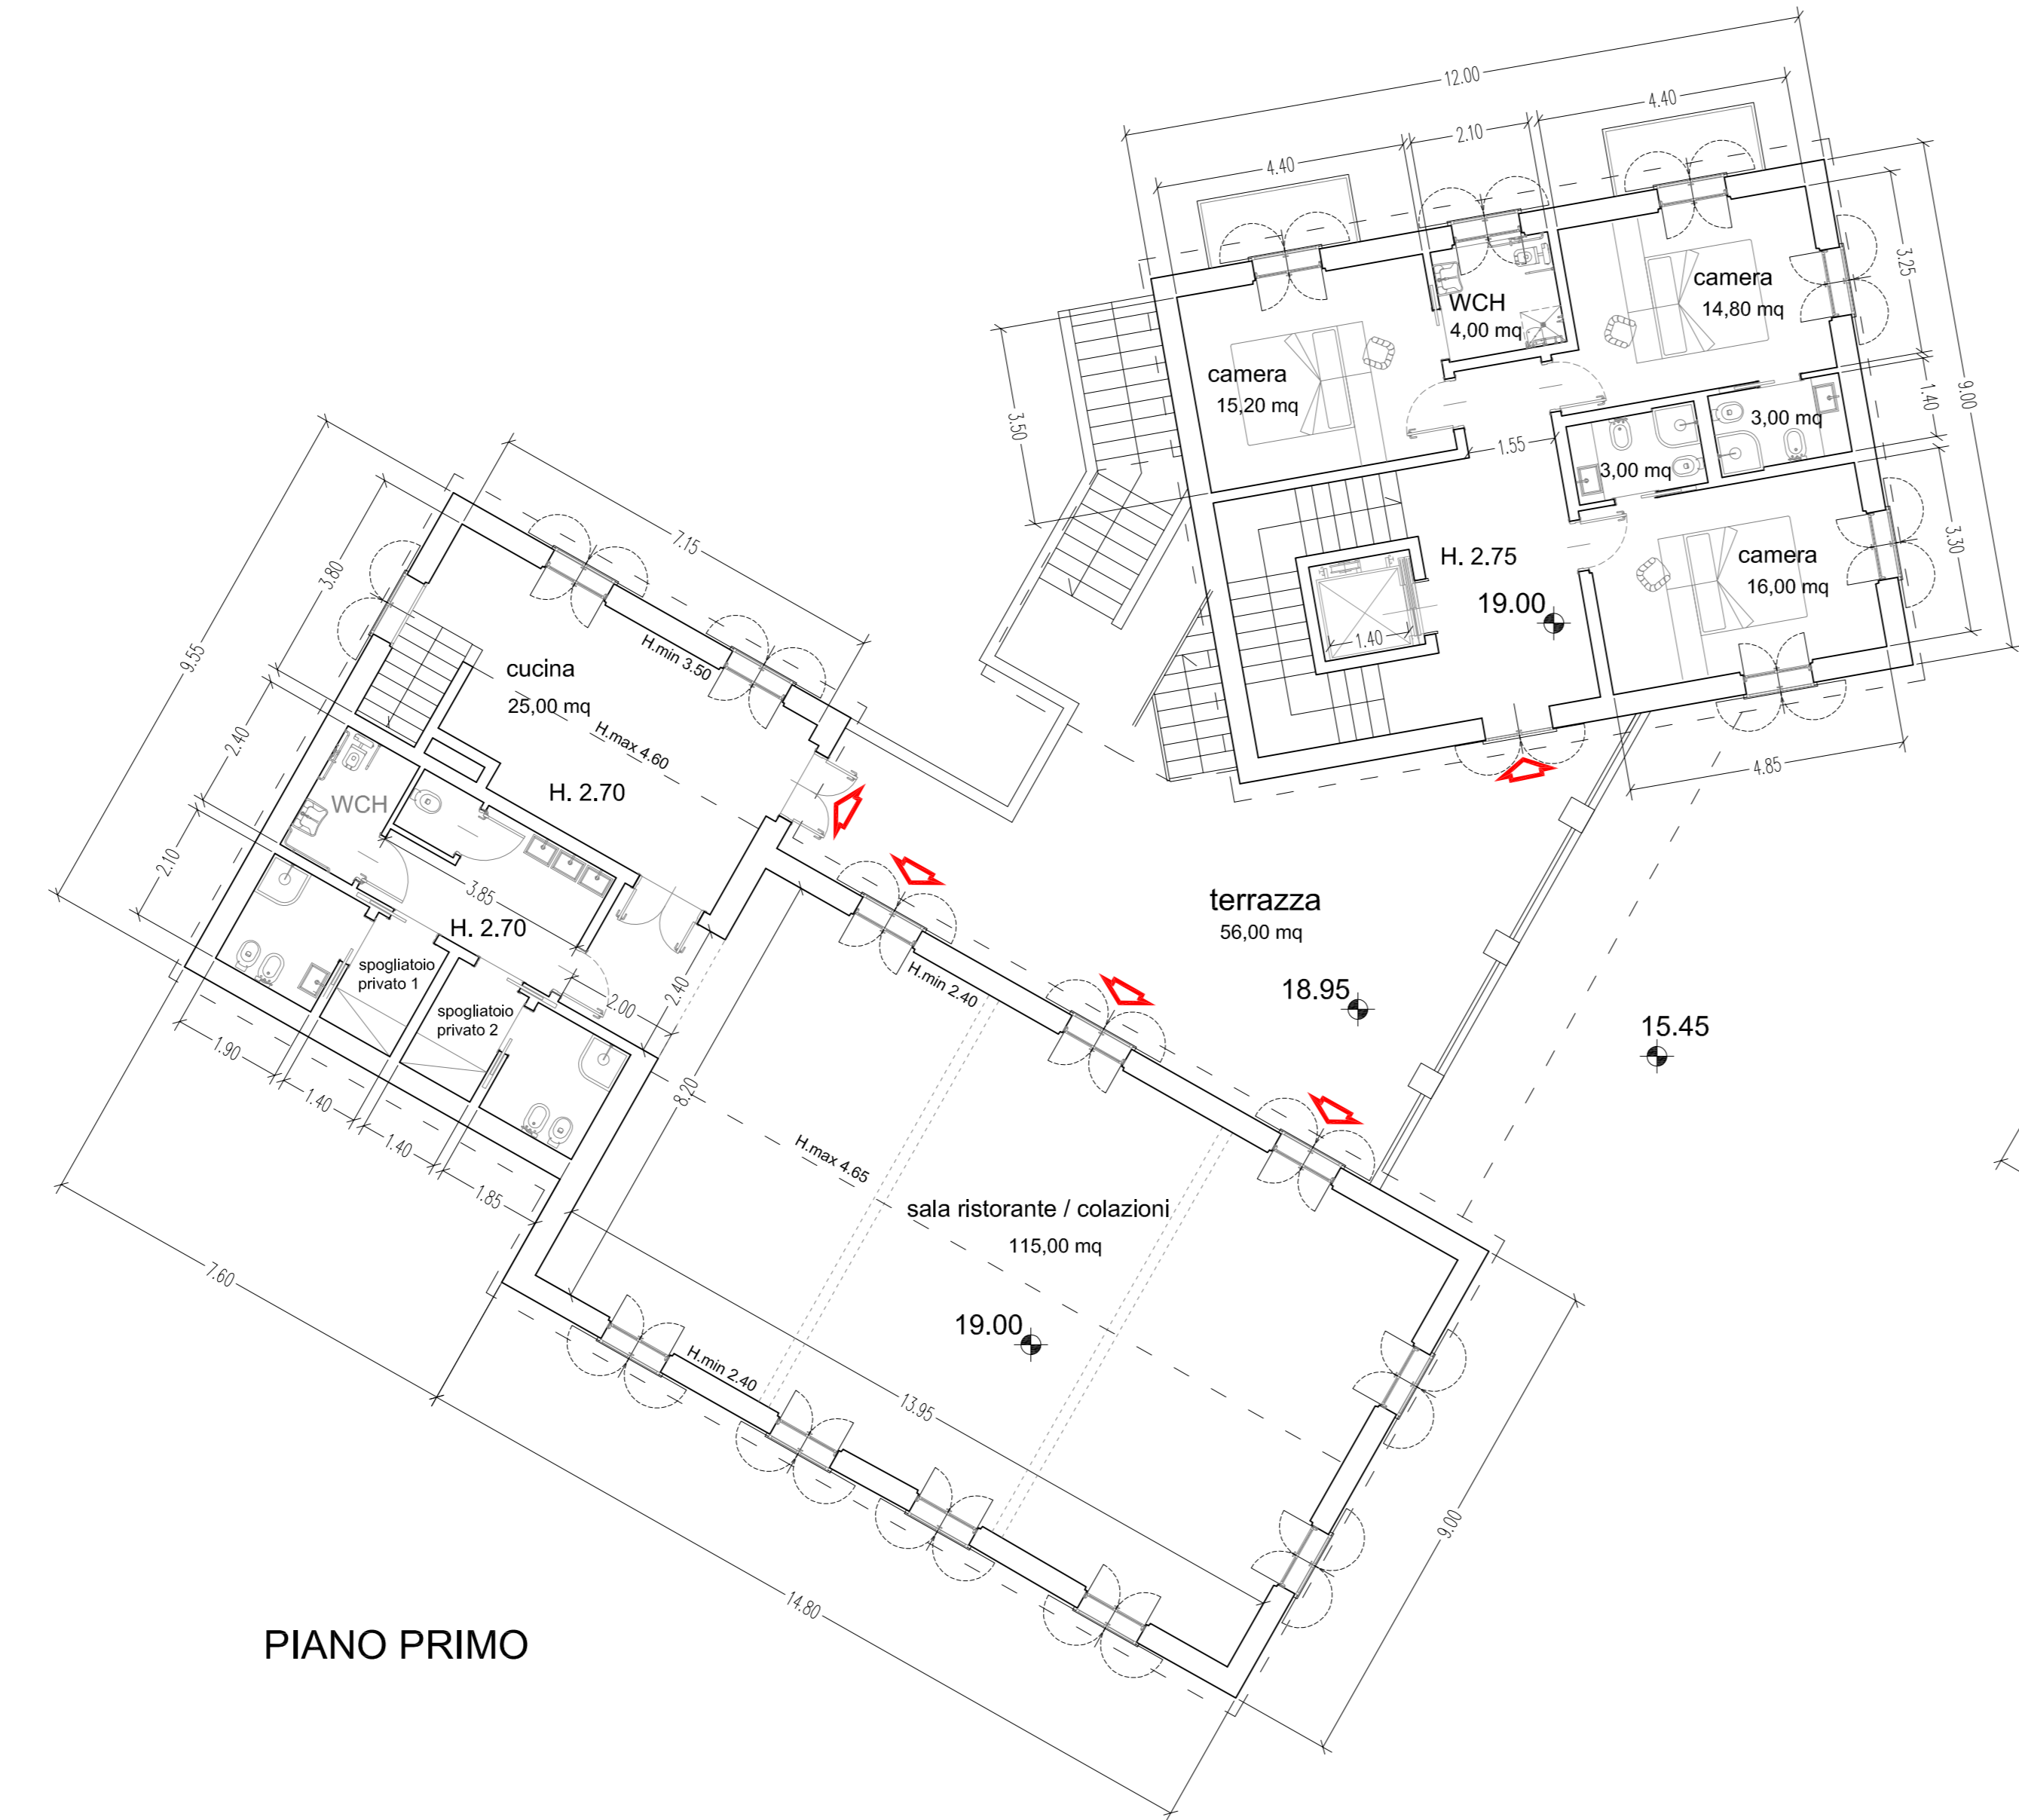 12.00
4.40
2.10
4.40
3.25
9.00
1.40
3.30
camera
14,80 mq
WCH
4,00 mq
camera
15,20 mq
3.50
3,00 mq
3,00 mq
1.55
H. 2.75
camera
16,00 mq
19.00
1.40
4.85
7.15
3.80
9.55
cucina
25,00 mq
H.min 3.50
H.max 4.60
2.40
H. 2.70
WCH
2.10
3.85
H. 2.70
spogliatoio
privato 1
spogliatoio
privato 2
2.00
2.40
1.90
1.40
1.40
1.85
7.60
terrazza
56,00 mq
18.95
15.45
H.min 2.40
8.20
H.max 4.65
sala ristorante / colazioni
115,00 mq
19.00
H.min 2.40
13.95
9.00
14.80
PIANO PRIMO